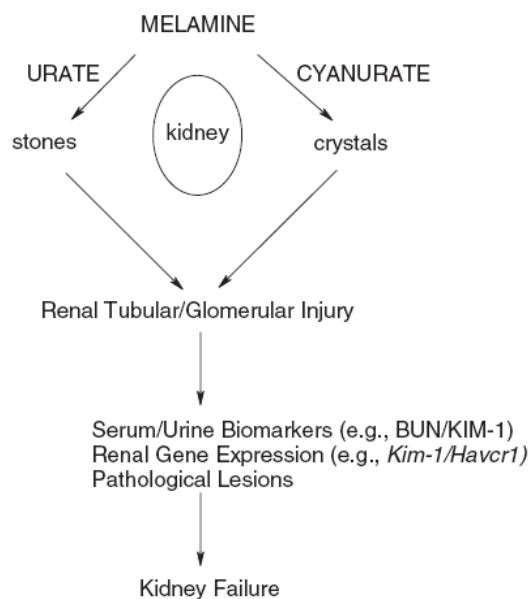 MELAMINE
URATE
CYANURATE
stones
kidney
crystals
Renal Tubular/Glomerular Injury
Serum/Urine Biomarkers (e.g., BUN/KIM-1)
Renal Gene Expression (e.g., Kim-1/Havcr1)
Pathological Lesions
Kidney Failure